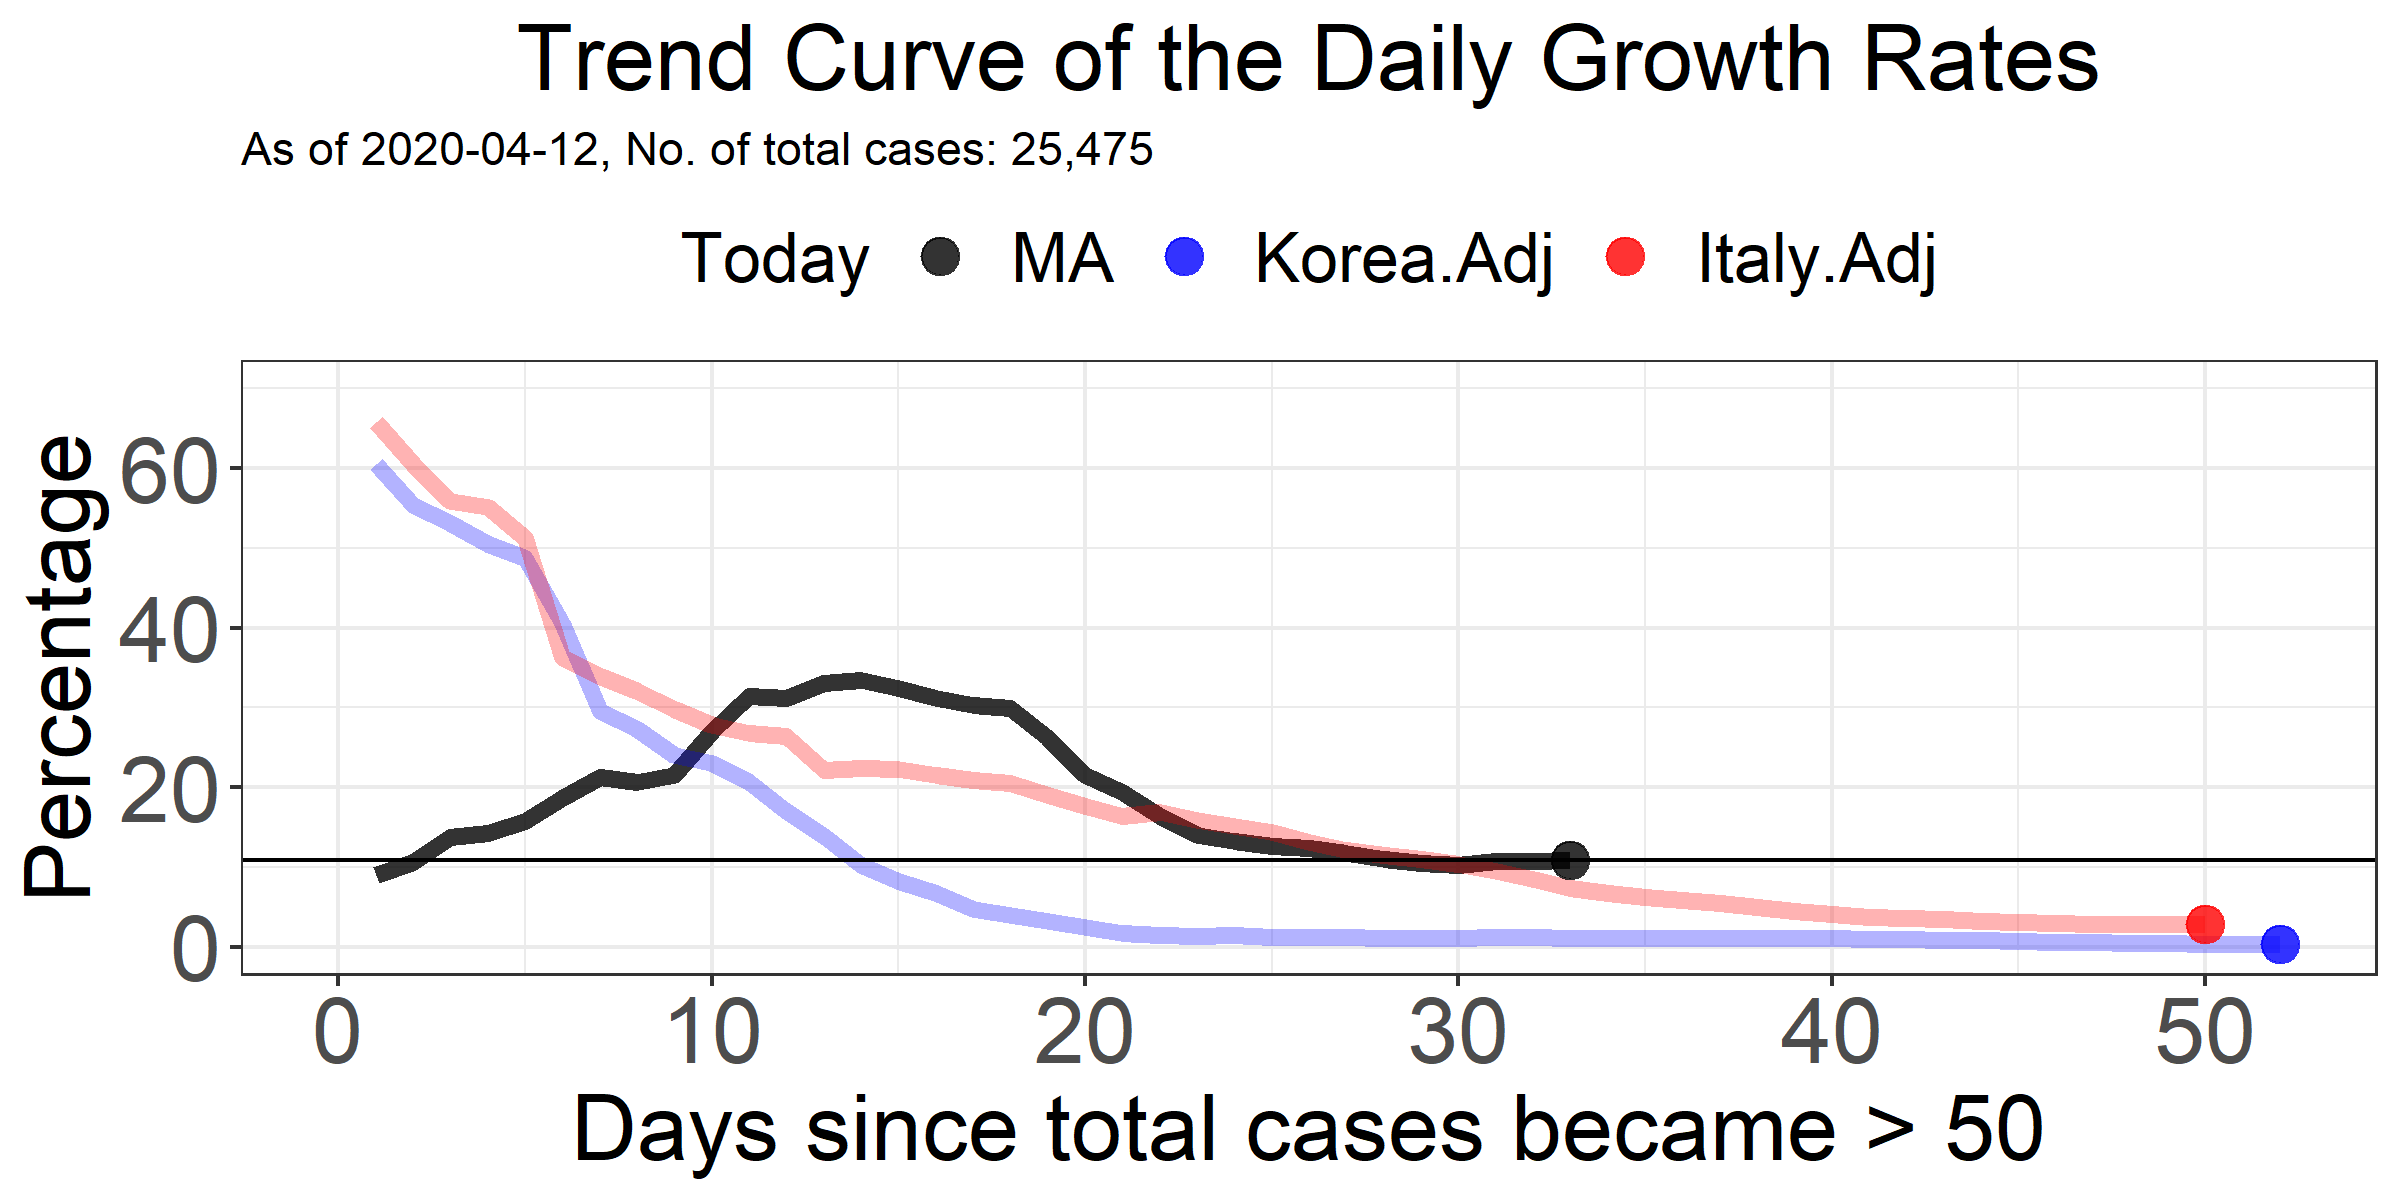 Trend Curve of the Daily Growth Rates
As of 2020-04-12, No. of total cases: 25,475
Today MA Korea.Adj Italy.Adj
Percentage
60
40
20
0
0 10 20 30 40 50
Days since total cases became > 50